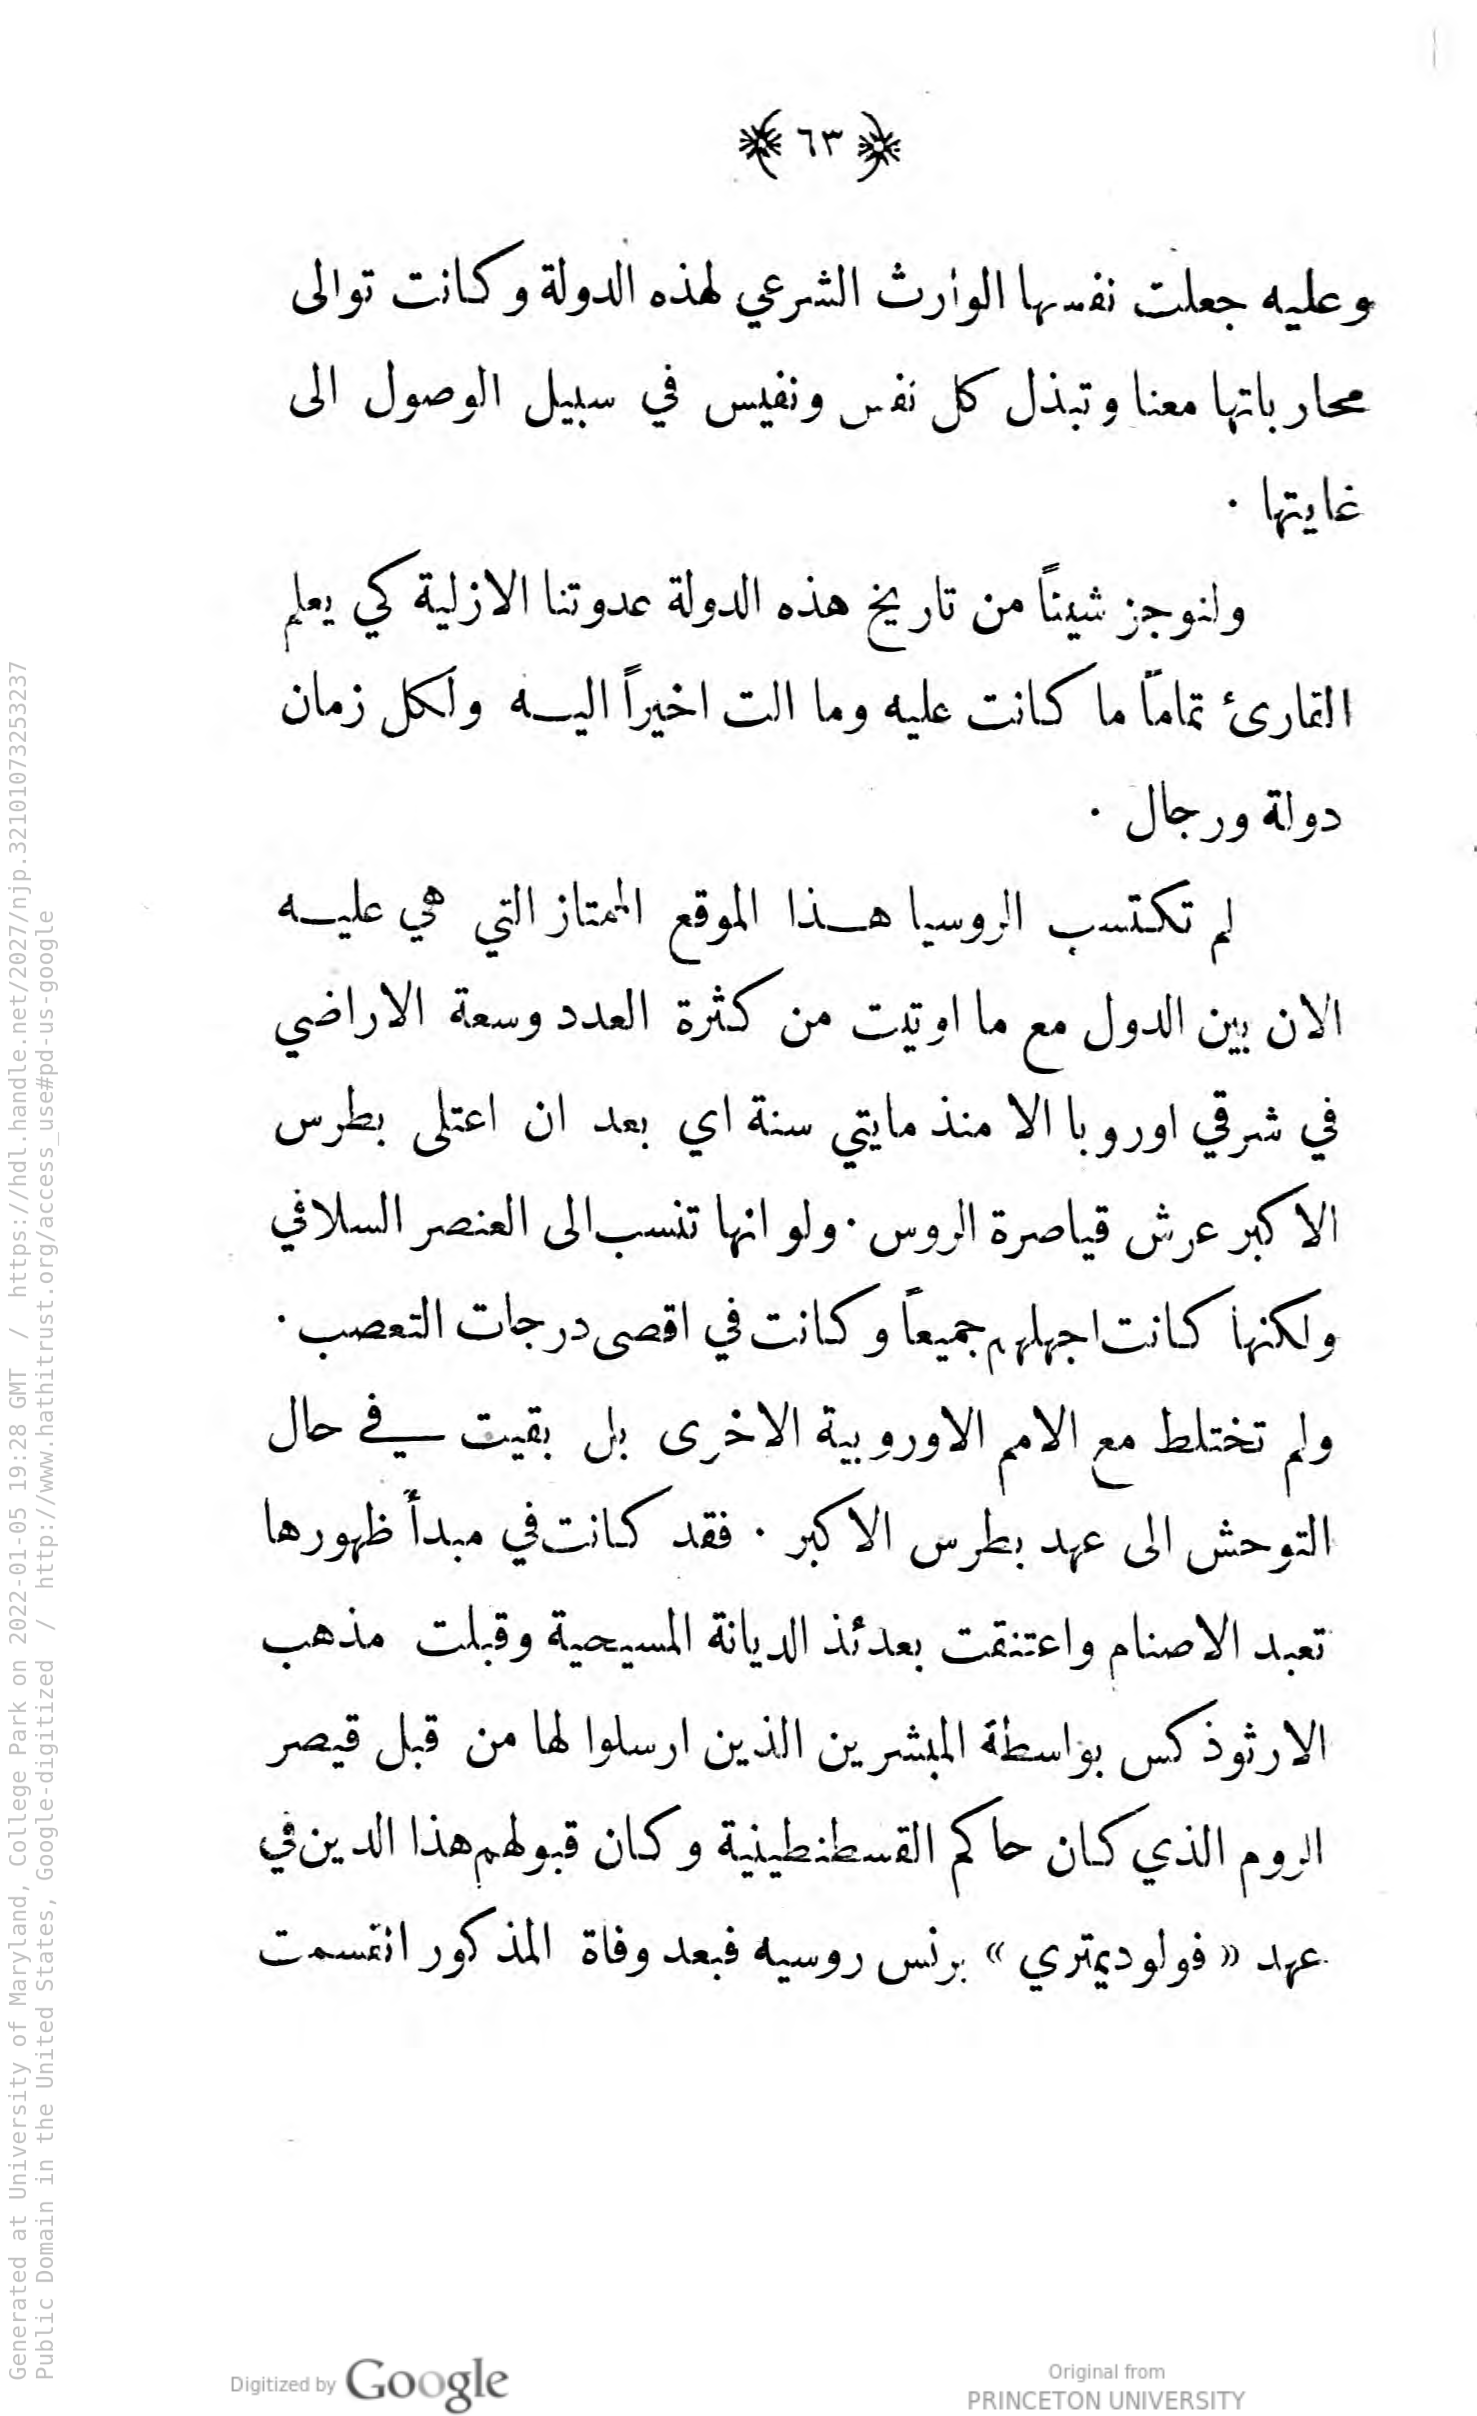 ﴿ ٦٣ ﴾
وعليه جعلت نفسها الوارث الشرعي لهذه الدولة وكانت توالى
محارباتها معنا وتبذل كل نفس ونفيس في سبيل الوصول الى
غايتها ٠
ولنوجز شيئاً من تاريخ هذه الدولة عدوتنا الازلية كي يعلم
القارئ تماماً ما كانت عليه وما الت اخيراً اليه ولكل زمان
دولة ورجال ٠
لم تكتسب الروسيا هذا الموقع الممتاز التي هي عليه
الان بين الدول مع ما اوتيت من كثرة العدد وسعة الاراضي
في شرقي اوروبا الا منذ مايتي سنة اي بعد ان اعتلى بطرس
الاكبر عرش قياصرة الروس ٠ ولو انها تنسب الى العنصر السلافي
ولكنها كانت اجهلهم جميعاً وكانت في اقصى درجات التعصب ٠
ولم تختلط مع الامم الاوروبية الاخرى بل بقيت في حال
التوحش الى عهد بطرس الاكبر ٠ فقد كانت في مبدأ ظهورها
تعبد الاصنام واعتنقت بعدئذ الديانة المسيحية وقبلت مذهب
الارثوذكس بواسطة المبشرين الذين ارسلوا لها من قبل قيصر
الروم الذي كان حاكم القسطنطينية وكان قبولهم هذا الدين في
عهد « فولوديمتري » برنس روسيه فبعد وفاة المذكور انقسمت
Generated at University of Maryland, College Park on 2022-01-05 19:28 GMT / https://hdl.handle.net/2027/njp.32101073253237
Public Domain in the United States, Google-digitized / http://www.hathitrust.org/access_use#pd-us-google
Digitized by Google
Original from
PRINCETON UNIVERSITY